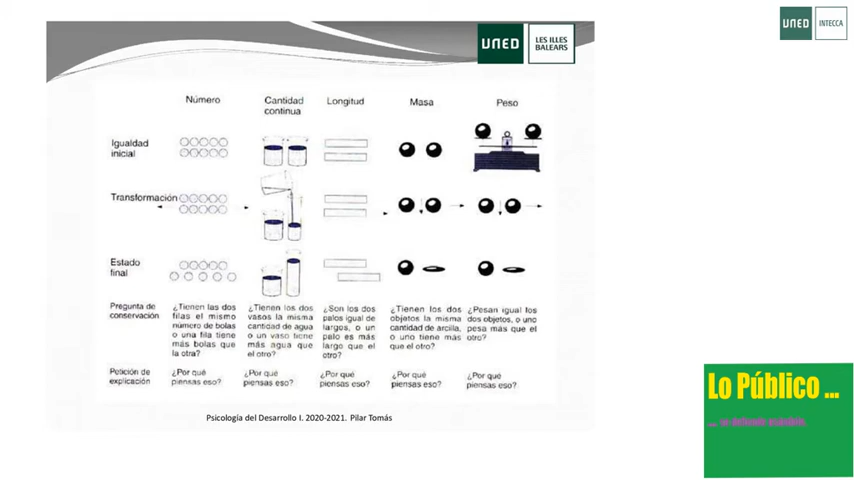 UNED
INTECCA
UNED
LES ILLES
BALEARS
Número
Cantidad
continua
Longitud
Masa
Peso
Igualdad
inicial
Transformación
Estado
final
Pregunta de
conservación
¿Tienen las dos
filas el mismo
número de bolas
o una fila tiene
más bolas que
la otra?
¿Tienen los dos
vasos la misma
cantidad de agua
o un vaso tiene
más agua que
el otro?
¿Son los dos
palos igual de
largos, o un
palo es más
largo que el
otro?
¿Tienen los dos
objetos la misma
cantidad de arcilla,
o uno tiene más
que el otro?
¿Pesan igual los
dos objetos, o uno
pesa más que el
otro?
Petición de
explicación
¿Por qué
piensas eso?
¿Por qué
piensas eso?
¿Por qué
piensas eso?
¿Por qué
piensas eso?
¿Por qué
piensas eso?
Psicología del Desarrollo I. 2020-2021. Pilar Tomás
Lo Público ...